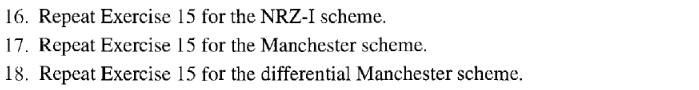 16. Repeat Exercise 15 for the NRZ-I scheme.
17. Repeat Exercise 15 for the Manchester scheme.
18. Repeat Exercise 15 for the differential Manchester scheme.